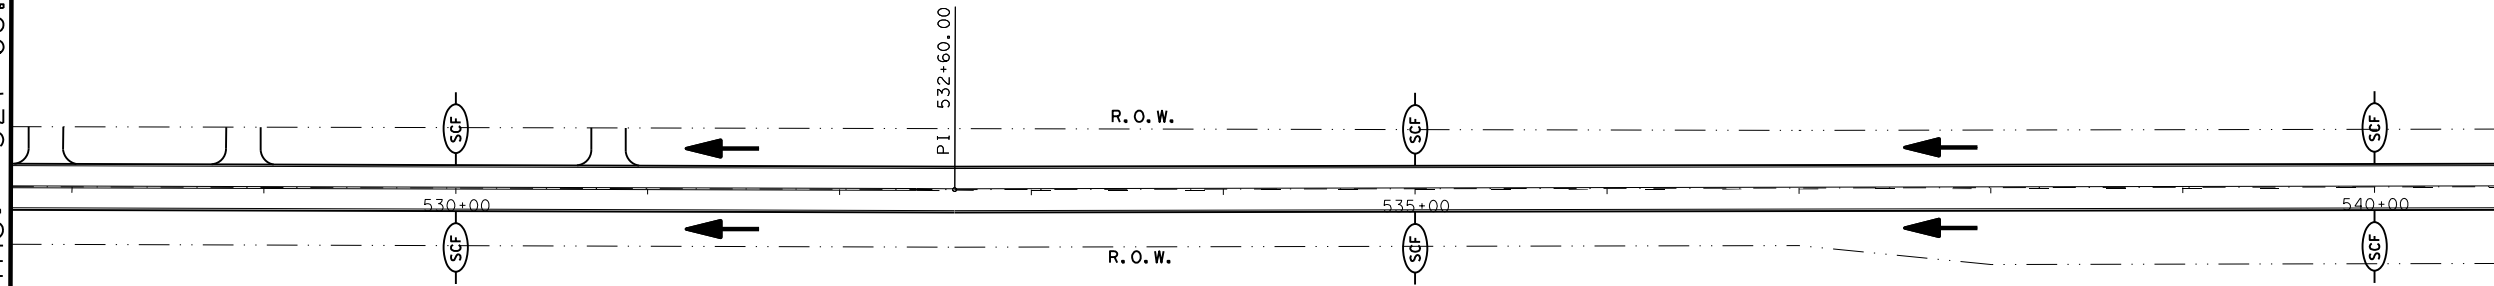 PI 532+60.00
R.O.W.
SCF
SCF
SCF
530+00
535+00
540+00
SCF
SCF
SCF
R.O.W.